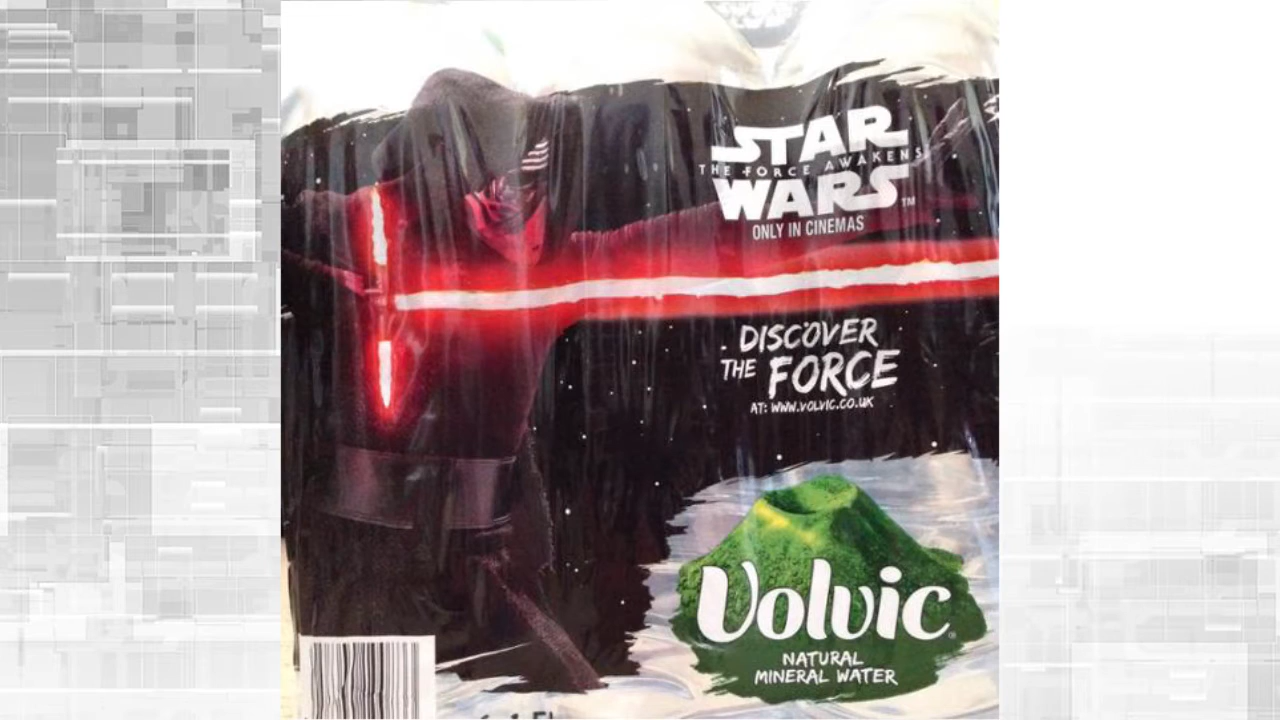 STAR
THE FORCE AWAKENS
WARS™
ONLY IN CINEMAS
DISCOVER
THE FORCE
AT: WWW.VOLVIC.CO.UK
Volvic®
NATURAL
MINERAL WATER